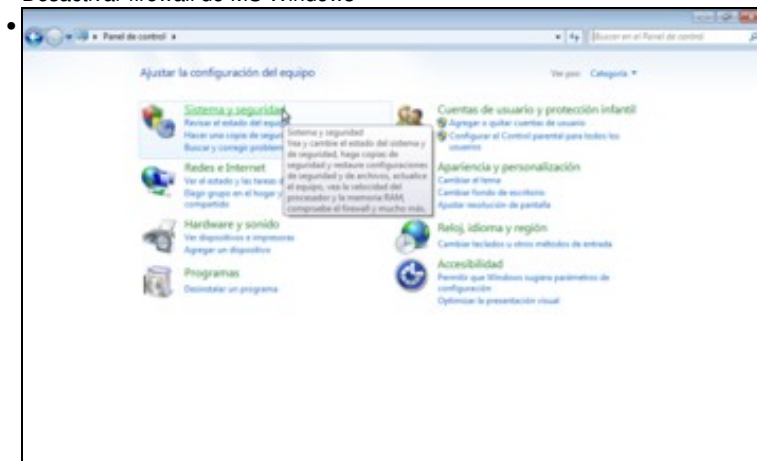 Desactivar firewall de MS Windows
Panel de control
Buscar en el Panel de control
Ajustar la configuración del equipo
Ver por: Categoría
Sistema y seguridad
Revisar el estado del equipo
Hacer una copia de seguri
Buscar y corregir problem
Sistema y seguridad
Vea y cambie el estado del sistema y
de seguridad, haga copias de
seguridad y restaure configuraciones
de seguridad y de archivos, actualice
el equipo, vea la velocidad del
procesador y la memoria RAM,
compruebe el firewall y mucho más.
Redes e Internet
Ver el estado y las tareas
Elegir grupo en el hogar y
compartido
Hardware y sonido
Ver dispositivos e impresoras
Agregar un dispositivo
Programas
Desinstalar un programa
Cuentas de usuario y protección infantil
Agregar o quitar cuentas de usuario
Configurar el Control parental para todos los
usuarios
Apariencia y personalización
Cambiar el tema
Cambiar fondo de escritorio
Ajustar resolución de pantalla
Reloj, idioma y región
Cambiar teclados u otros métodos de entrada
Accesibilidad
Permitir que Windows sugiera parámetros de
configuración
Optimizar la presentación visual